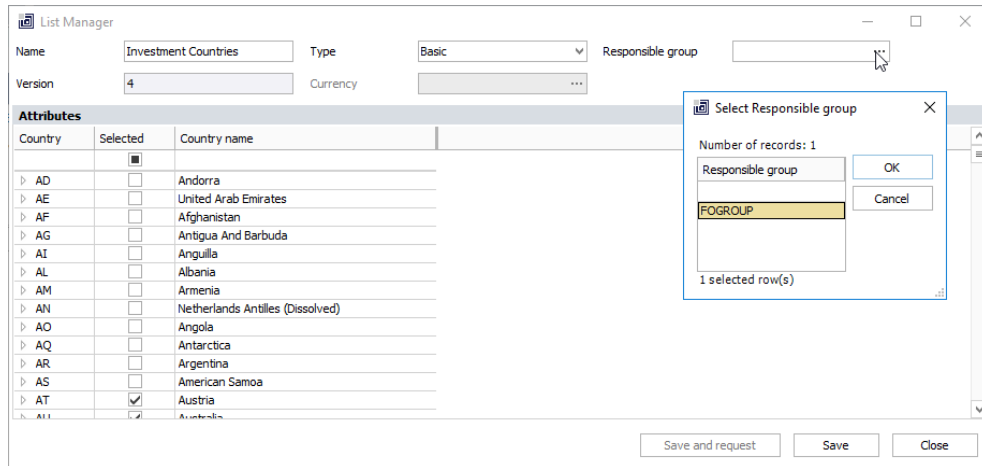 List Manager
Name Investment Countries Type Basic Responsible group ...
Version 4 Currency ...
Attributes
Country Selected Country name
AD Andorra
AE United Arab Emirates
AF Afghanistan
AG Antigua And Barbuda
AI Anguilla
AL Albania
AM Armenia
AN Netherlands Antilles (Dissolved)
AO Angola
AQ Antarctica
AR Argentina
AS American Samoa
AT Austria
AU Australia
Select Responsible group
Number of records: 1
Responsible group
OK
Cancel
FOGROUP
1 selected row(s)
Save and request Save Close